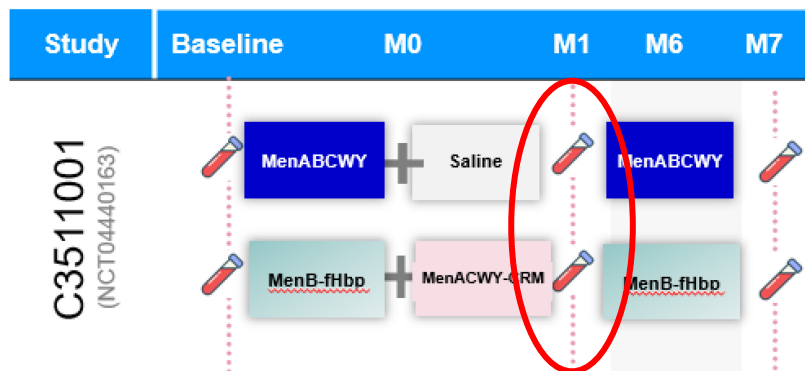 Study Baseline M0 M1 M6 M7
C3511001
(NCT04440163)
MenABCWY Saline MenABCWY
MenB-fHbp MenACWY-CRM MenB-fHbp